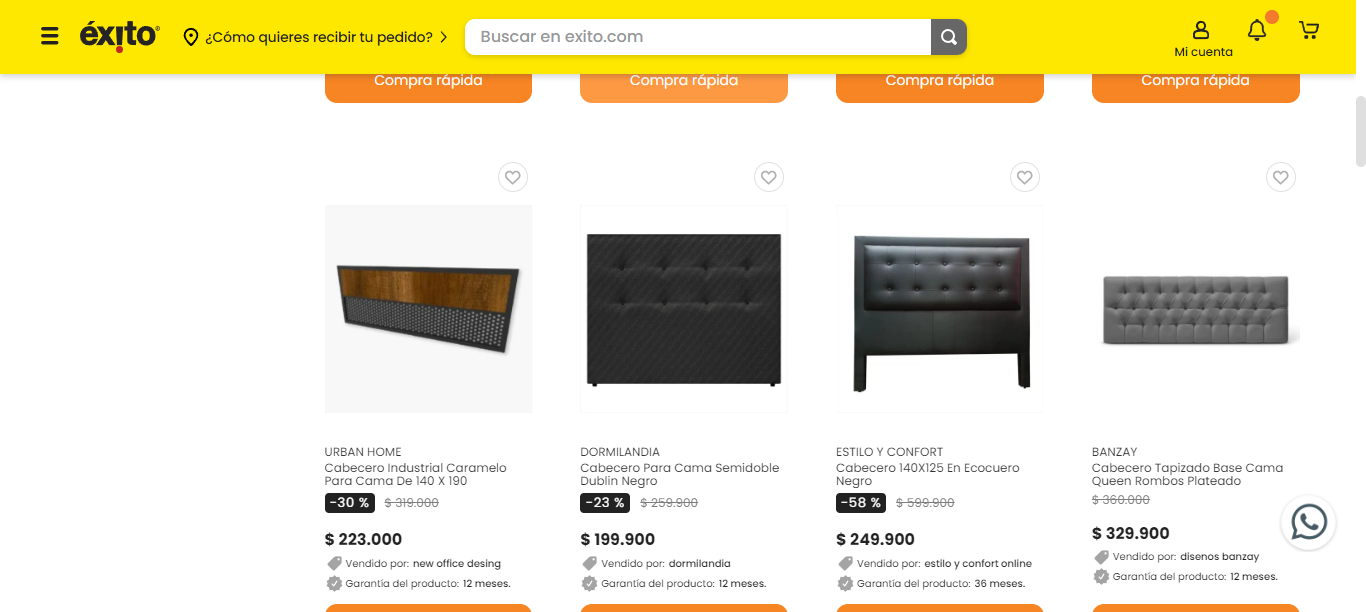 éxito
¿Cómo quieres recibir tu pedido?
Buscar en exito.com
Mi cuenta
Compra rápida
Compra rápida
Compra rápida
Compra rápida
URBAN HOME
Cabecero Industrial Caramelo
Para Cama De 140 X 190
-30 % $ 319.000
$ 223.000
Vendido por: new office desing
Garantía del producto: 12 meses.
DORMILANDIA
Cabecero Para Cama Semidoble
Dublín Negro
-23 % $ 259.900
$ 199.900
Vendido por: dormilandia
Garantía del producto: 12 meses.
ESTILO Y CONFORT
Cabecero 140X125 En Ecocuero
Negro
-58 % $ 599.900
$ 249.900
Vendido por: estilo y confort online
Garantía del producto: 36 meses.
BANZAY
Cabecero Tapizado Base Cama
Queen Rombos Plateado
$ 360.000
$ 329.900
Vendido por: disenos banzay
Garantía del producto: 12 meses.